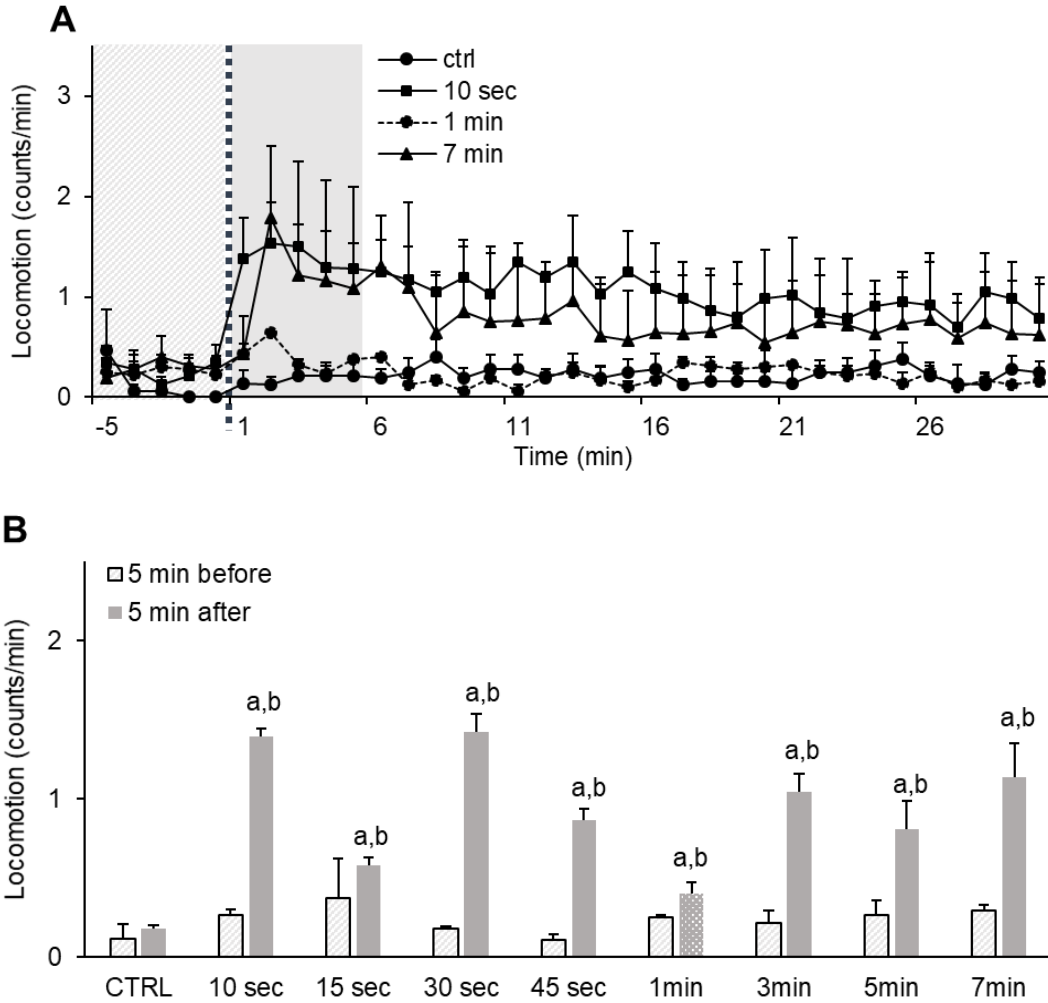 A
Locomotion (counts/min)
3
2
1
0
ctrl
10 sec
1 min
7 min
-5 1 6 11 16 21 26
Time (min)
B
Locomotion (counts/min)
2
1
0
5 min before
5 min after
a,b a,b a,b a,b a,b a,b a,b a,b
CTRL 10 sec 15 sec 30 sec 45 sec 1min 3min 5min 7min